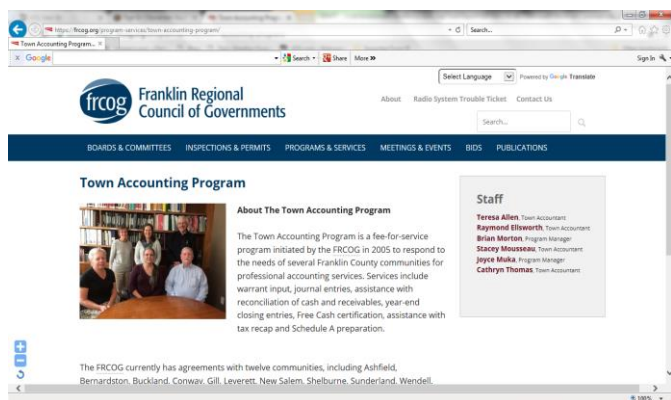 https://frcog.org/program-services/town-accounting-program/
Search...
Town Accounting Program...
Google
Search
Share
More »
Sign In
Select Language
Powered by Google Translate
frcog
Franklin Regional
Council of Governments
About Radio System Trouble Ticket Contact Us
Search...
BOARDS & COMMITTEES INSPECTIONS & PERMITS PROGRAMS & SERVICES MEETINGS & EVENTS BIDS PUBLICATIONS
Town Accounting Program
About The Town Accounting Program
The Town Accounting Program is a fee-for-service
program initiated by the FRCOG in 2005 to respond to
the needs of several Franklin County communities for
professional accounting services. Services include
warrant input, journal entries, assistance with
reconciliation of cash and receivables, year-end
closing entries, Free Cash certification, assistance with
tax recap and Schedule A preparation.
The FRCOG currently has agreements with twelve communities, including Ashfield,
Bernardston, Buckland, Conway, Gill, Leverett, New Salem, Shelburne, Sunderland, Wendell,
Staff
Teresa Allen, Town Accountant
Raymond Ellsworth, Town Accountant
Brian Morton, Program Manager
Stacey Mousseau, Town Accountant
Joyce Muka, Program Manager
Cathryn Thomas, Town Accountant
100%